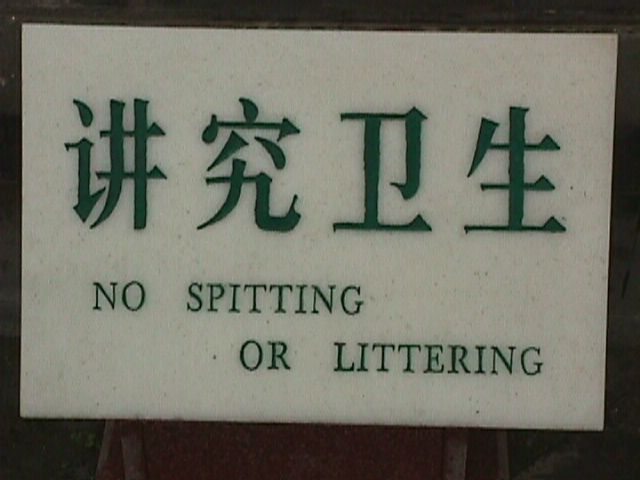 讲究卫生
NO SPITTING
OR LITTERING